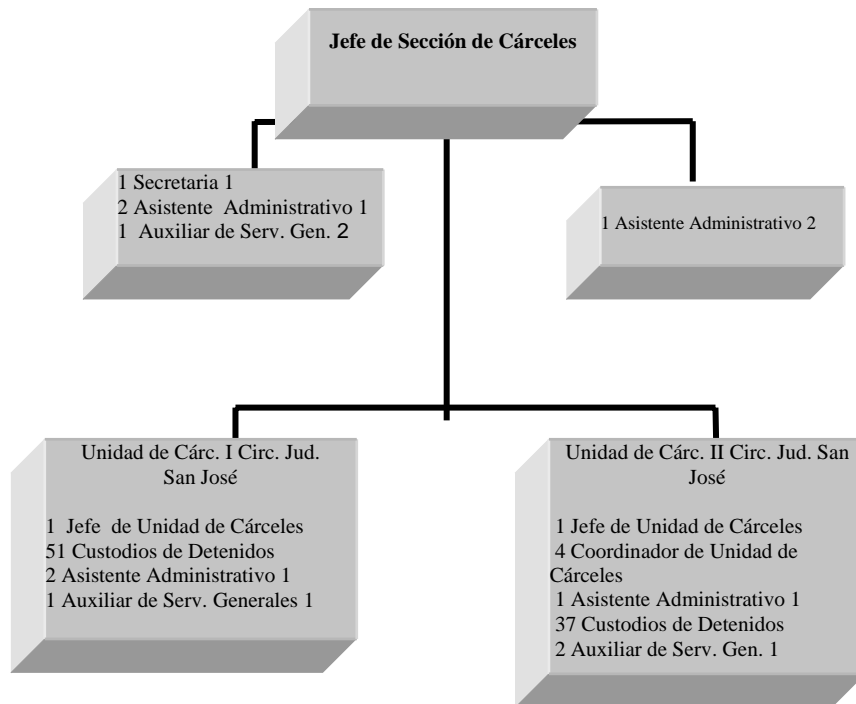 Jefe de Sección de Cárceles
1 Secretaria 1
2 Asistente Administrativo 1
1 Auxiliar de Serv. Gen. 2
1 Asistente Administrativo 2
Unidad de Cárc. I Circ. Jud.
San José
1 Jefe de Unidad de Cárceles
51 Custodios de Detenidos
2 Asistente Administrativo 1
1 Auxiliar de Serv. Generales 1
Unidad de Cárc. II Circ. Jud. San
José
1 Jefe de Unidad de Cárceles
4 Coordinador de Unidad de
Cárceles
1 Asistente Administrativo 1
37 Custodios de Detenidos
2 Auxiliar de Serv. Gen. 1